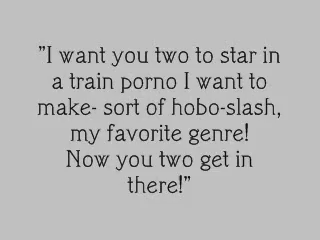 "I want you two to star in
a train porno I want to
make- sort of hobo-slash,
my favorite genre!
Now you two get in
there!"